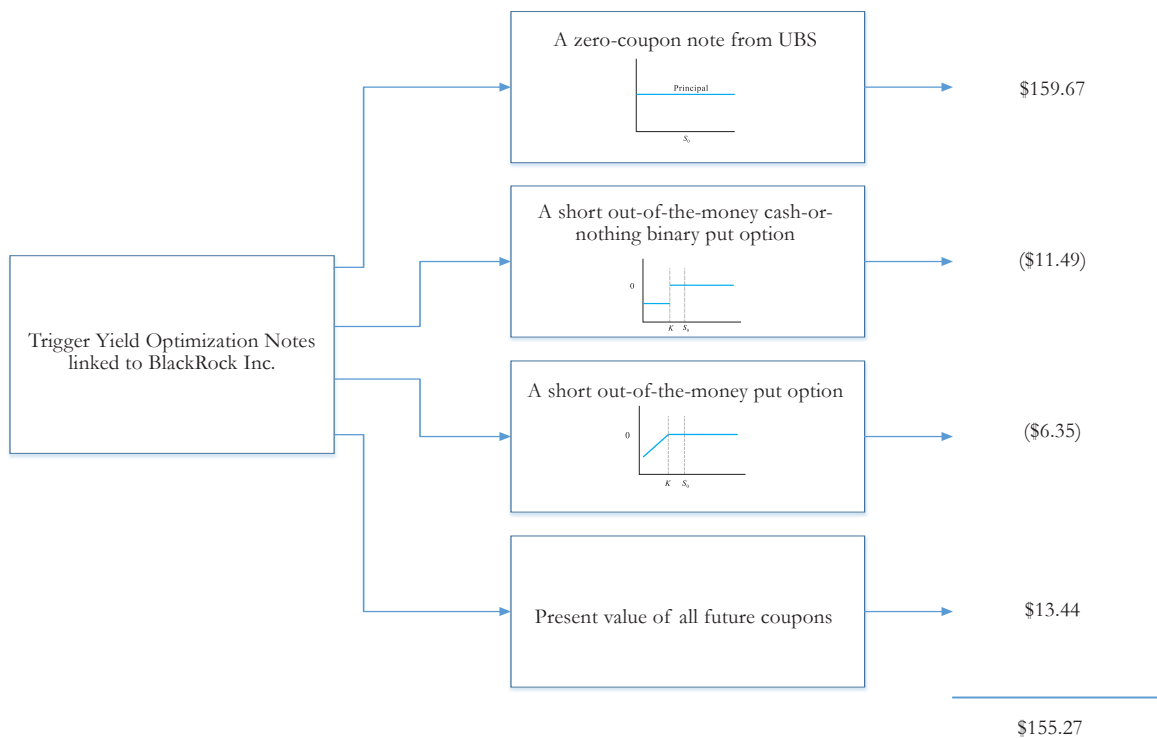 A zero-coupon note from UBS
Principal
S₀
$159.67
A short out-of-the-money cash-or-
nothing binary put option
0
K S₀
($11.49)
Trigger Yield Optimization Notes
linked to BlackRock Inc.
A short out-of-the-money put option
0
K S₀
($6.35)
Present value of all future coupons
$13.44
$155.27